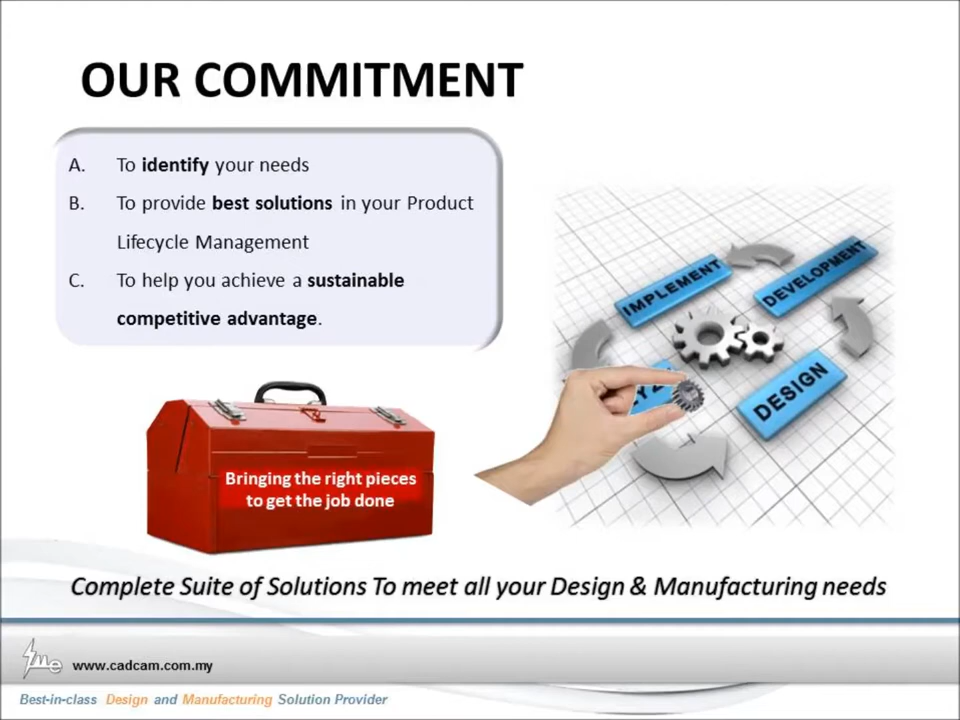 OUR COMMITMENT
A. To identify your needs
B. To provide best solutions in your Product
Lifecycle Management
C. To help you achieve a sustainable
competitive advantage.
IMPLEMENT
DEVELOPMENT
DESIGN
Bringing the right pieces
to get the job done
Complete Suite of Solutions To meet all your Design & Manufacturing needs
www.cadcam.com.my
Best-in-class Design and Manufacturing Solution Provider